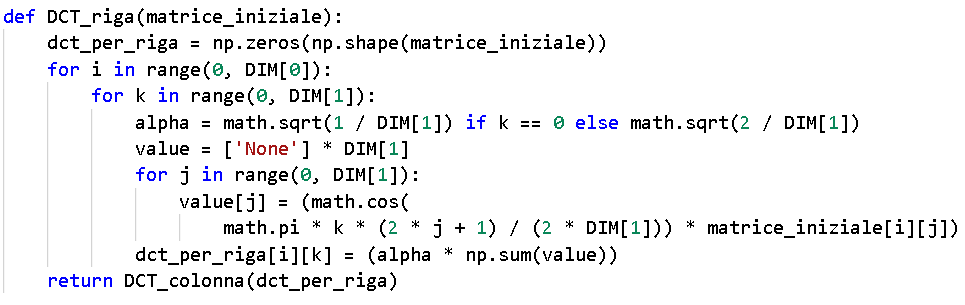 def DCT_riga(matrice_iniziale):
    dct_per_riga = np.zeros(np.shape(matrice_iniziale))
    for i in range(0, DIM[0]):
        for k in range(0, DIM[1]):
            alpha = math.sqrt(1 / DIM[1]) if k == 0 else math.sqrt(2 / DIM[1])
            value = ['None'] * DIM[1]
            for j in range(0, DIM[1]):
                value[j] = (math.cos(
                    math.pi * k * (2 * j + 1) / (2 * DIM[1])) * matrice_iniziale[i][j])
            dct_per_riga[i][k] = (alpha * np.sum(value))
    return DCT_colonna(dct_per_riga)